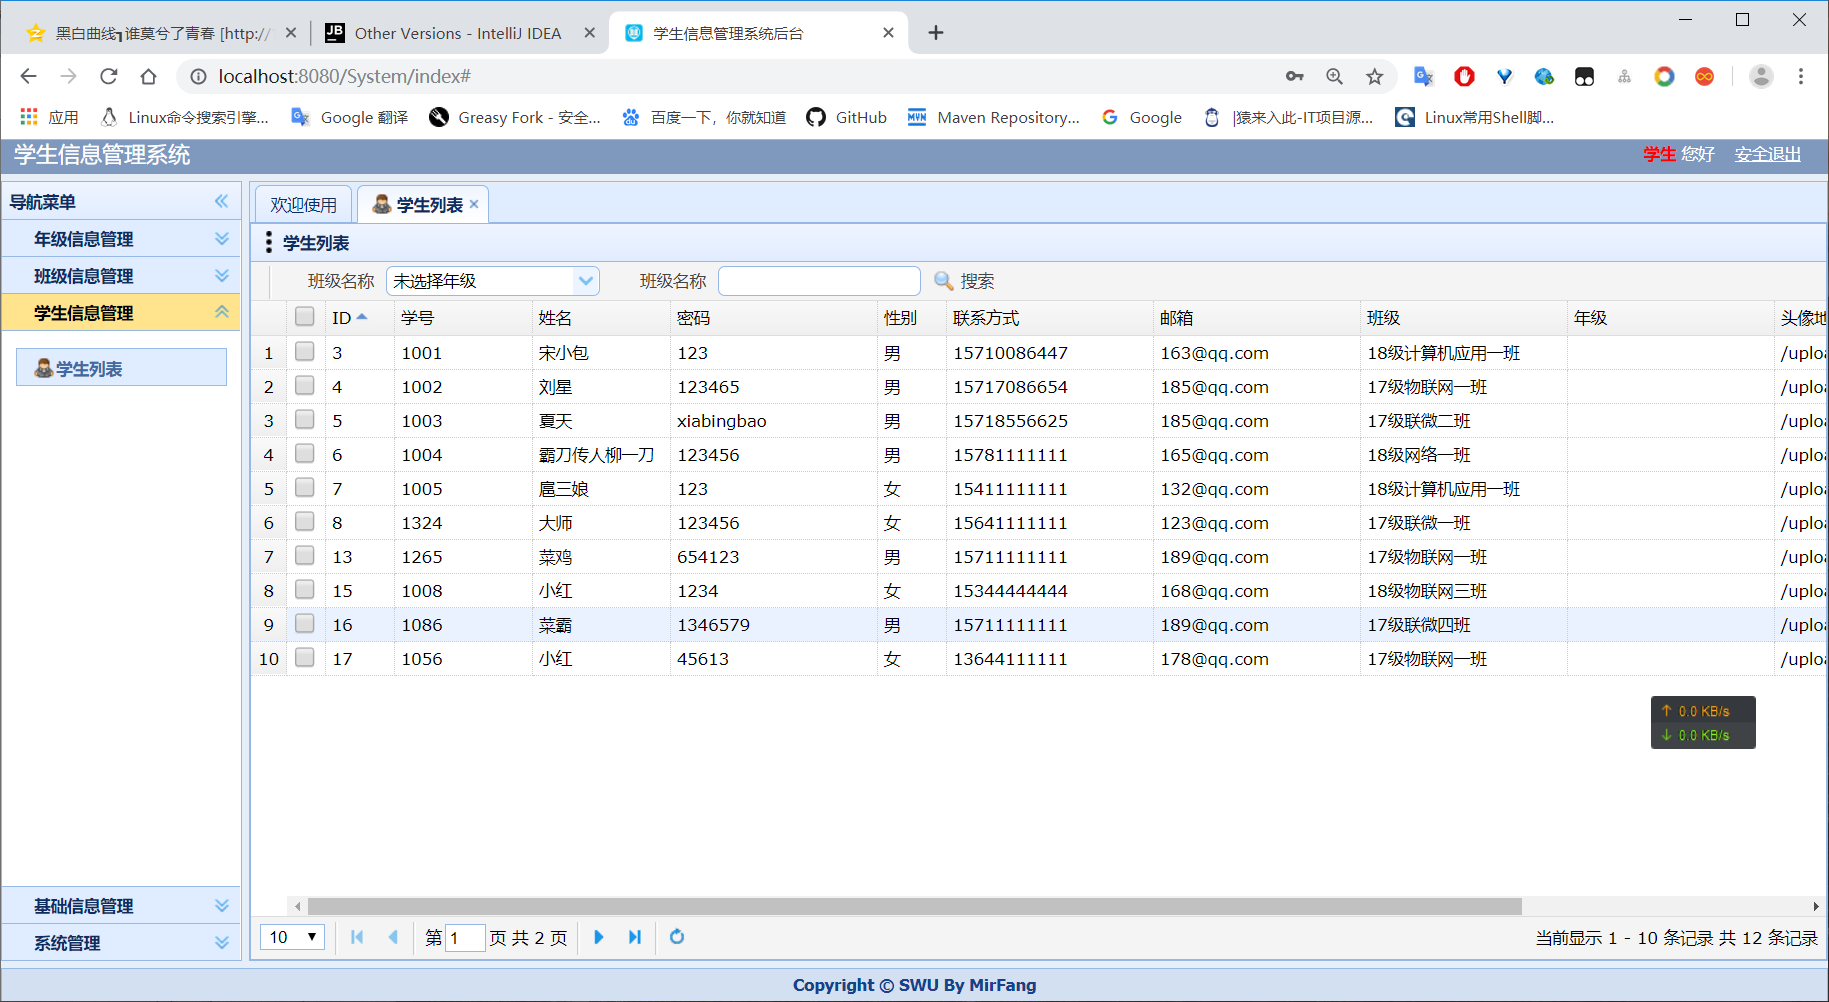 黑白曲线┓谁莫兮了青春 [http://
Other Versions - IntelliJ IDEA
学生信息管理系统后台
localhost:8080/System/index#
应用 Linux命令搜索引擎... Google 翻译 Greasy Fork - 安全... 百度一下，你就知道 GitHub Maven Repository... Google |猿来入此-IT项目源... Linux常用Shell脚...
学生信息管理系统
学生 您好 安全退出
导航菜单
年级信息管理
班级信息管理
学生信息管理
学生列表
基础信息管理
系统管理
欢迎使用 学生列表
学生列表
班级名称 未选择年级 班级名称 搜索
ID 学号 姓名 密码 性别 联系方式 邮箱 班级 年级 头像地
1 3 1001 宋小包 123 男 15710086447 163@qq.com 18级计算机应用一班 /uploa
2 4 1002 刘星 123465 男 15717086654 185@qq.com 17级物联网一班 /uploa
3 5 1003 夏天 xiabingbao 男 15718556625 185@qq.com 17级联微二班 /uploa
4 6 1004 霸刀传人柳一刀 123456 男 15781111111 165@qq.com 18级网络一班 /uploa
5 7 1005 扈三娘 123 女 15411111111 132@qq.com 18级计算机应用一班 /uploa
6 8 1324 大师 123456 女 15641111111 123@qq.com 17级联微一班 /uploa
7 13 1265 菜鸡 654123 男 15711111111 189@qq.com 17级物联网一班 /uploa
8 15 1008 小红 1234 女 15344444444 168@qq.com 18级物联网三班 /uploa
9 16 1086 菜霸 1346579 男 15711111111 189@qq.com 17级联微四班 /uploa
10 17 1056 小红 45613 女 13644111111 178@qq.com 17级物联网一班 /uploa
↑ 0.0 KB/s
↓ 0.0 KB/s
10 第 1 页 共 2 页 当前显示 1 - 10 条记录 共 12 条记录
Copyright © SWU By MirFang